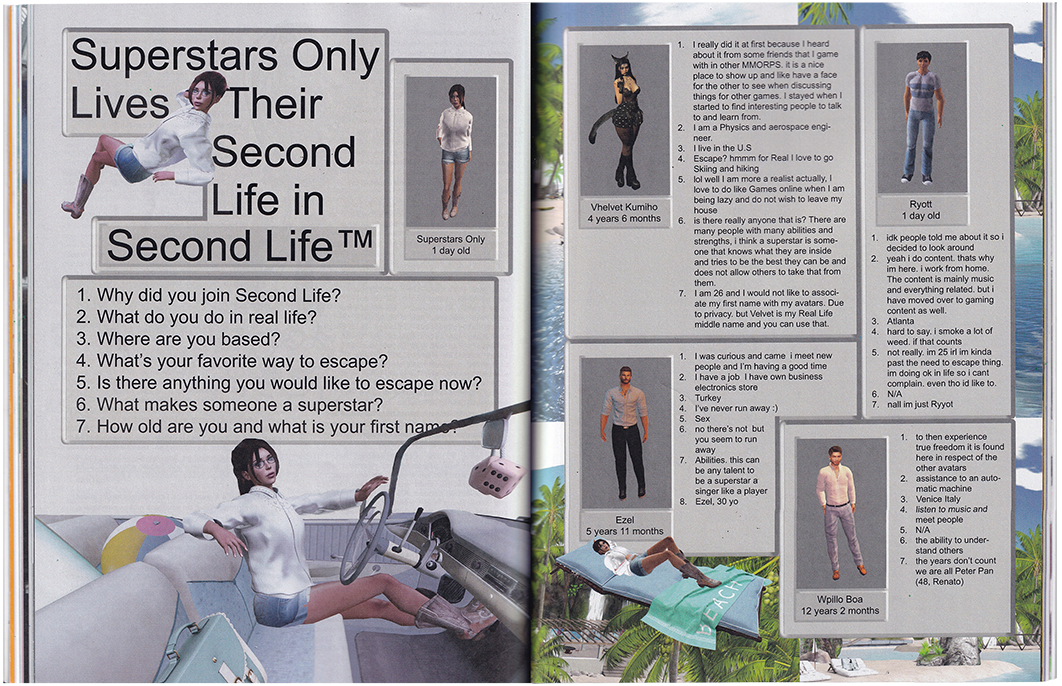 Superstars Only
Lives Their
Second
Life in
Second Life™
Superstars Only
1 day old
1. Why did you join Second Life?
2. What do you do in real life?
3. Where are you based?
4. What's your favorite way to escape?
5. Is there anything you would like to escape now?
6. What makes someone a superstar?
7. How old are you and what is your first name?
Vhelvet Kumiho
4 years 6 months
1. I really did it at first because I heard
about it from some friends that I game
with in other MMORPS. it is a nice
place to show up and like have a face
for the other to see when discussing
things for other games. I stayed when I
started to find interesting people to talk
to and learn from.
2. I am a Physics and aerospace engi-
neer.
3. I live in the U.S
4. Escape? hmmm for Real I love to go
Skiing and hiking
5. lol well I am more a realist actually, I
love to do like Games online when I am
being lazy and do not wish to leave my
house
6. is there really anyone that is? There are
many people with many abilities and
strengths, i think a superstar is some-
one that knows what they are inside
and tries to be the best they can be and
does not allow others to take that from
them.
7. I am 26 and I would not like to associ-
ate my first name with my avatars. Due
to privacy. but Velvet is my Real Life
middle name and you can use that.
Ryott
1 day old
1. idk people told me about it so i
decided to look around
2. yeah i do content. thats why
im here. i work from home.
The content is mainly music
and everything related. but i
have moved over to gaming
content as well.
3. Atlanta
4. hard to say. i smoke a lot of
weed. if that counts
5. not really. im 25 irl im kinda
past the need to escape thing.
im doing ok in life so i cant
complain. even tho id like to.
6. N/A
7. nall im just Ryyot
Ezel
5 years 11 months
1. I was curious and came i meet new
people and I'm having a good time
2. I have a job I have own business
electronics store
3. Turkey
4. I've never run away :)
5. Sex
6. no there's not but
you seem to run
away
7. Abilities. this can
be any talent to
be a superstar a
singer like a player
8. Ezel, 30 yo
Wpillo Boa
12 years 2 months
1. to then experience
true freedom it is found
here in respect of the
other avatars
2. assistance to an auto-
matic machine
3. Venice Italy
4. listen to music and
meet people
5. N/A
6. the ability to under-
stand others
7. the years don't count
we are all Peter Pan
(48, Renato)
BEACH